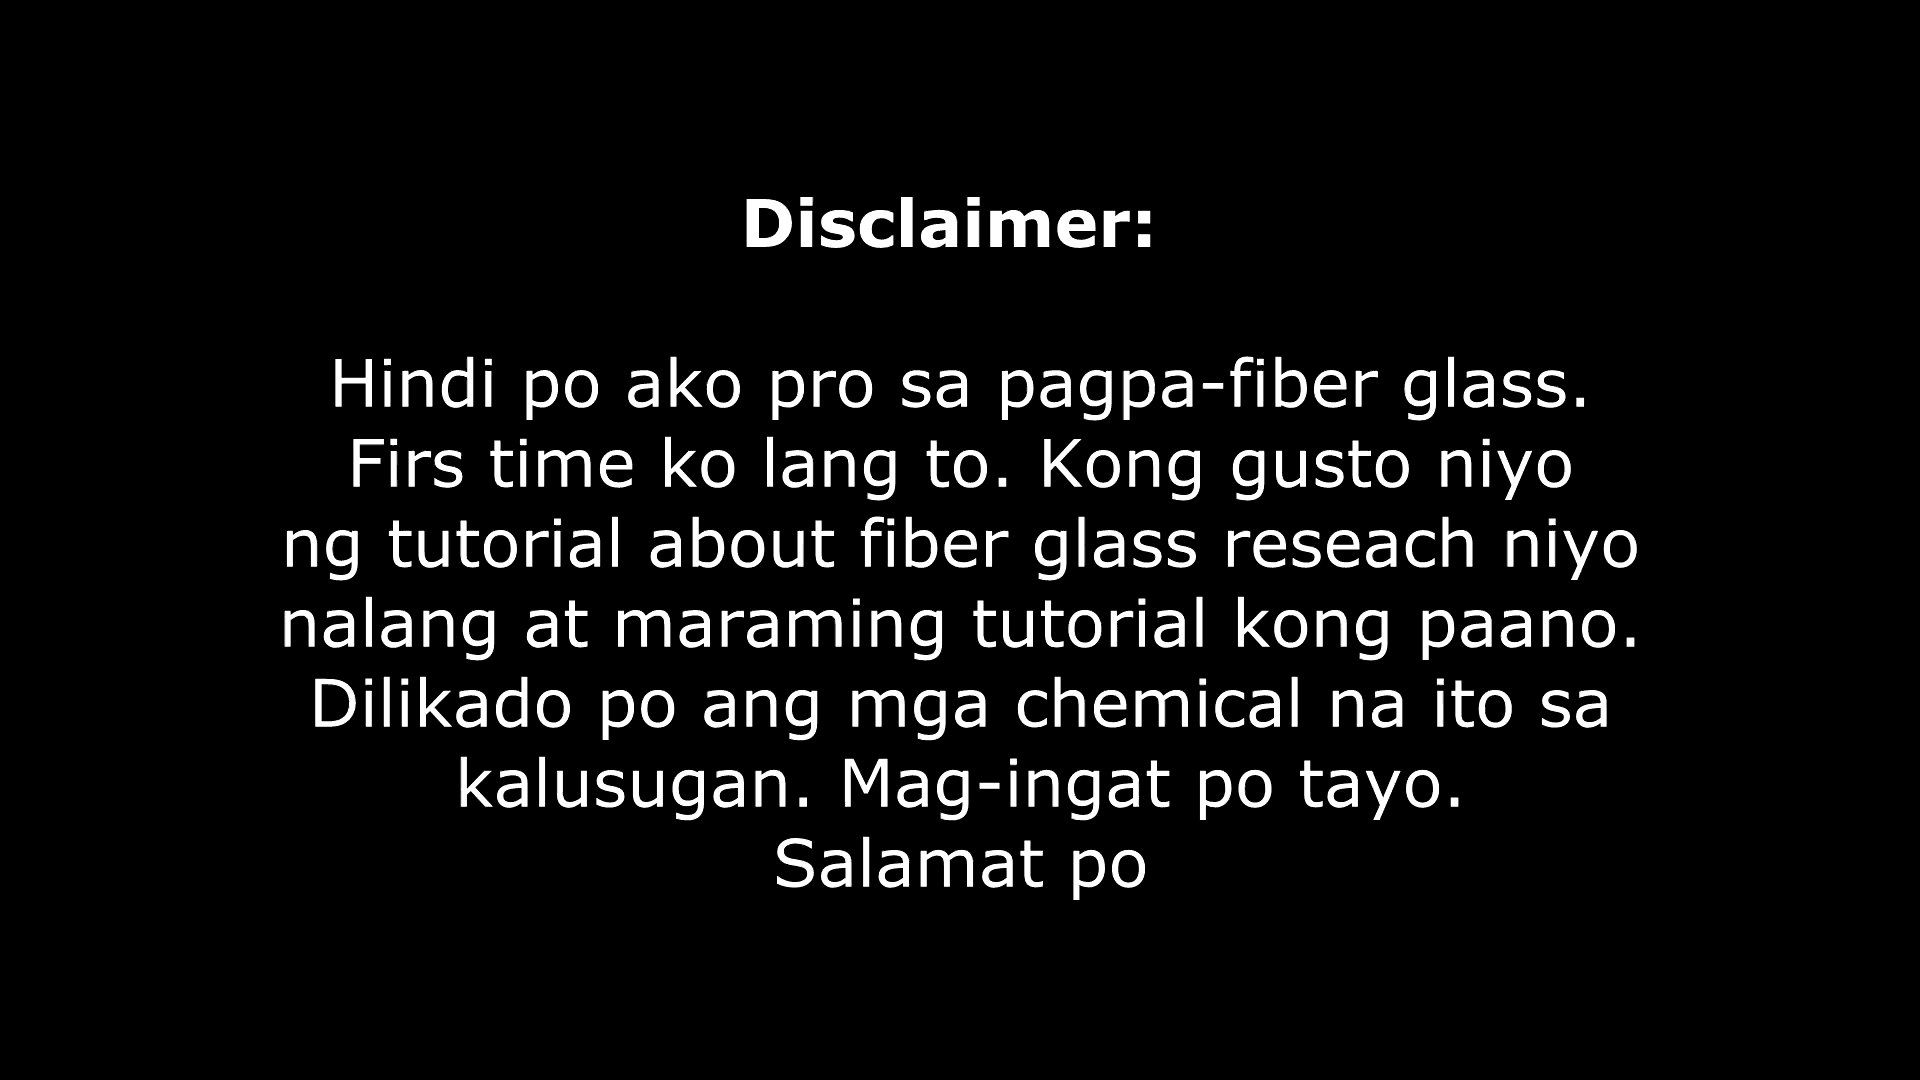 Disclaimer:
Hindi po ako pro sa pagpa-fiber glass.
Firs time ko lang to. Kong gusto niyo
ng tutorial about fiber glass reseach niyo
nalang at maraming tutorial kong paano.
Dilikado po ang mga chemical na ito sa
kalusugan. Mag-ingat po tayo.
Salamat po